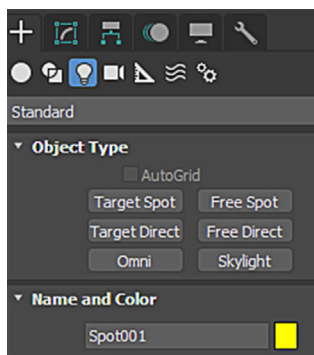 Standard
Object Type
AutoGrid
Target Spot Free Spot
Target Direct Free Direct
Omni Skylight
Name and Color
Spot001